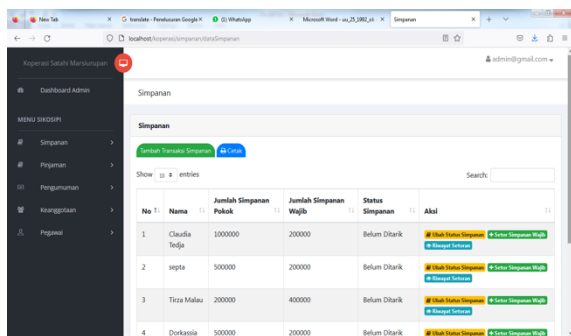 New Tab
translate - Penelusuran Google
(1) WhatsApp
Microsoft Word - uu_25_1992_sli
Simpanan
localhost/koperasi/simpanan/dataSimpanan
Koperasi Satahi Marsiurupan
admin@gmail.com
Dashboard Admin
Simpanan
MENU SIKOSIPI
Simpanan
Simpanan
Tambah Transaksi Simpanan
Cetak
Pinjaman
Pengumuman
Show 10 entries
Search:
Keanggotaan
Pegawai
No Nama Jumlah Simpanan Pokok Jumlah Simpanan Wajib Status Simpanan Aksi
1 Claudia Tedja 1000000 200000 Belum Ditarik Ubah Status Simpanan Setor Simpanan Wajib
Riwayat Setoran
2 septa 500000 200000 Belum Ditarik Ubah Status Simpanan Setor Simpanan Wajib
Riwayat Setoran
3 Tirza Malau 200000 400000 Belum Ditarik Ubah Status Simpanan Setor Simpanan Wajib
Riwayat Setoran
4 Dorkassia 500000 200000 Belum Ditarik Ubah Status Simpanan Setor Simpanan Wajib